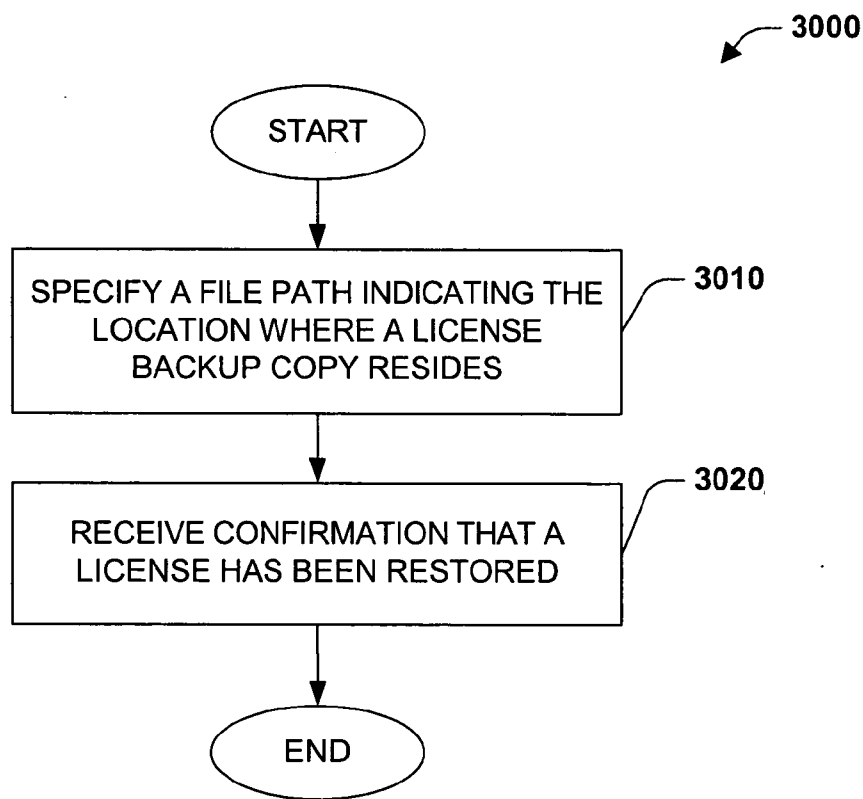 3000
START
SPECIFY A FILE PATH INDICATING THE
LOCATION WHERE A LICENSE
BACKUP COPY RESIDES
3010
RECEIVE CONFIRMATION THAT A
LICENSE HAS BEEN RESTORED
3020
END